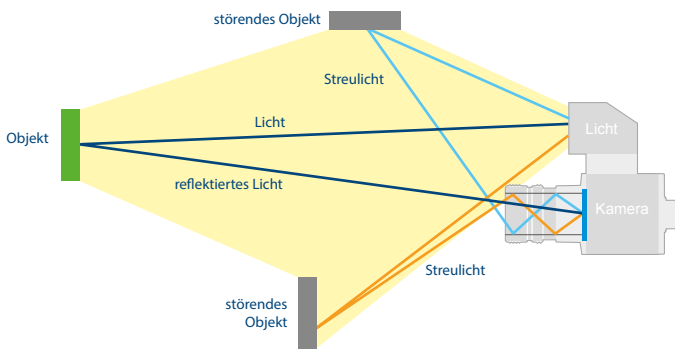 störendes Objekt
Streulicht
Licht
Licht
Objekt
reflektiertes Licht
Kamera
Streulicht
störendes
Objekt